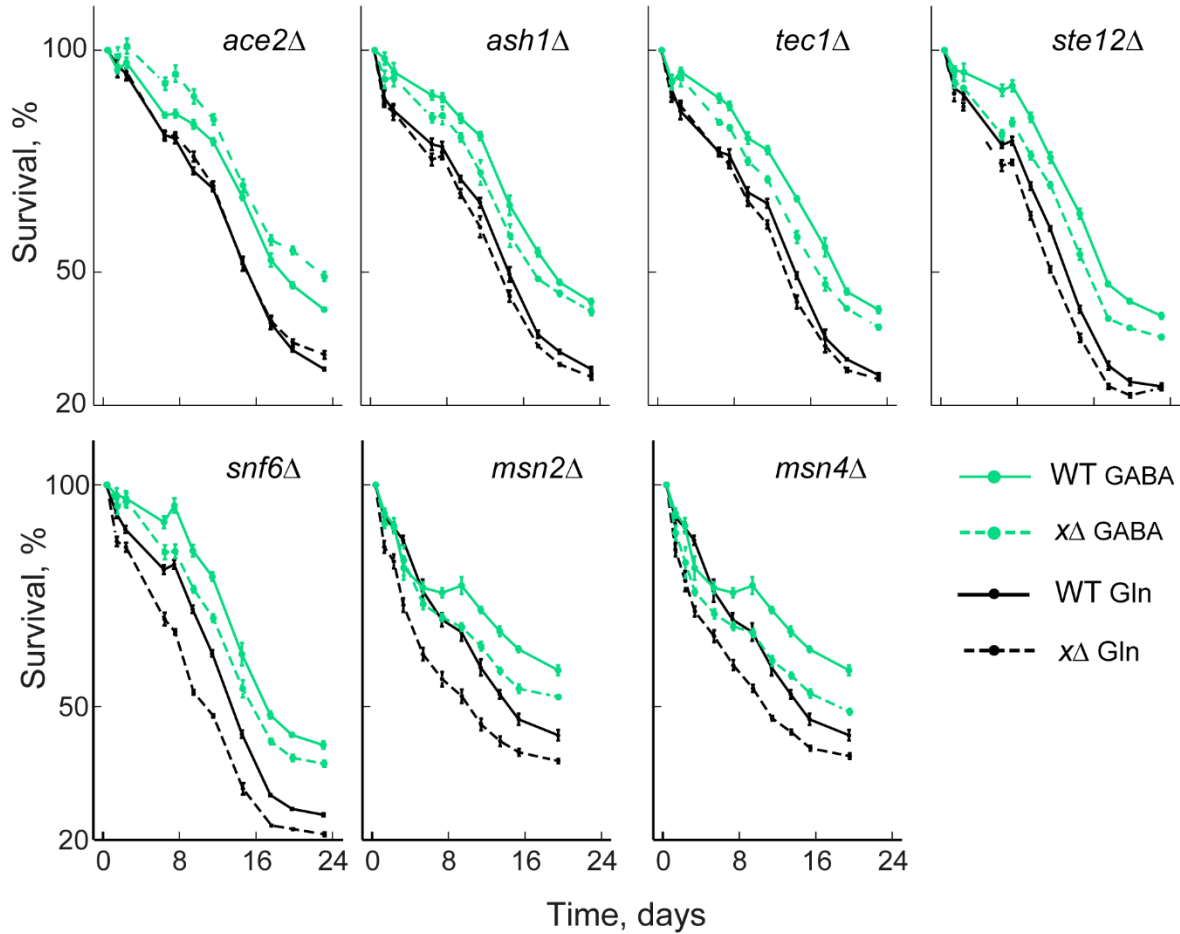 ace2Δ
ash1Δ
tec1Δ
ste12Δ
100
50
20
Survival, %
snf6Δ
msn2Δ
msn4Δ
100
50
20
Survival, %
0 8 16 24
0 8 16 24
0 8 16 24
Time, days
WT GABA
xΔ GABA
WT Gln
xΔ Gln